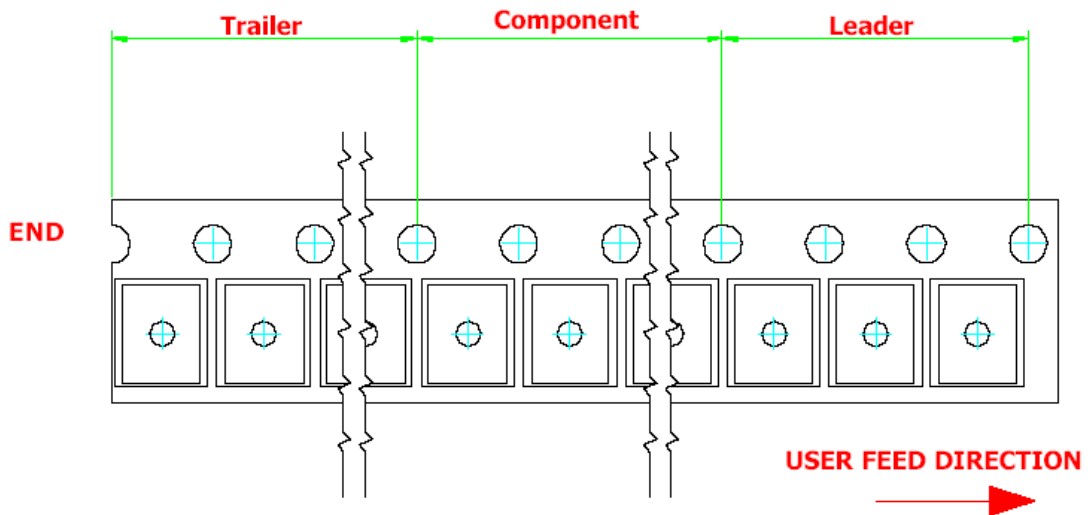 Trailer
Component
Leader
END
USER FEED DIRECTION